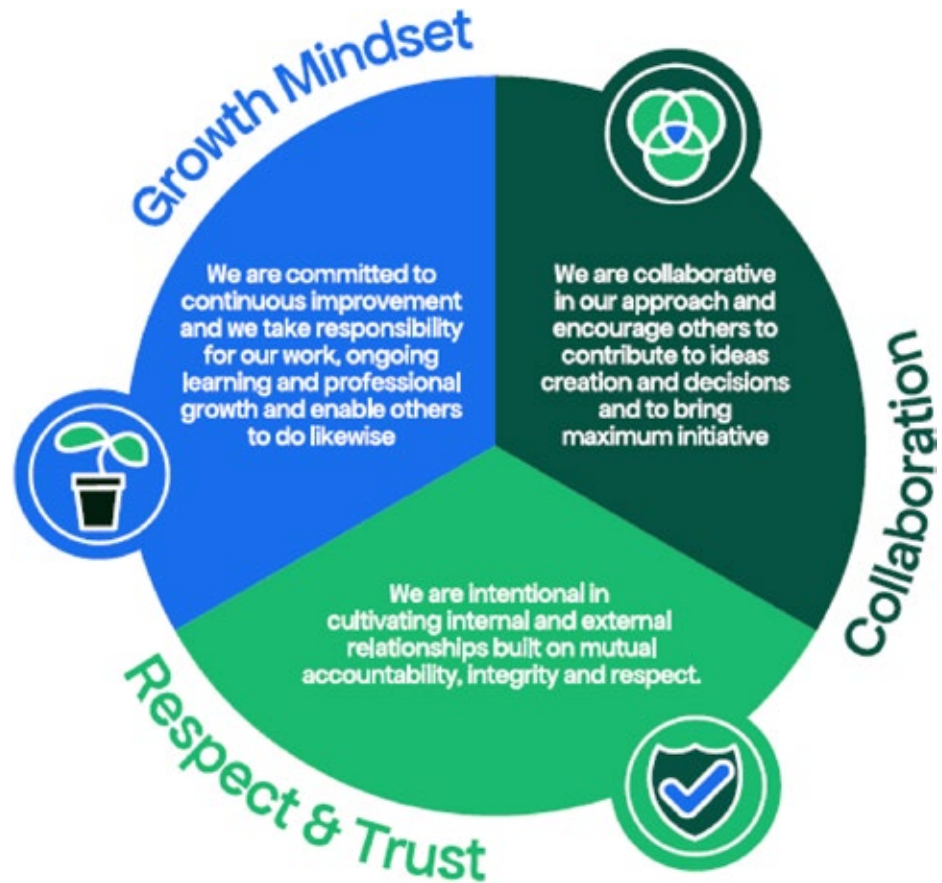 Growth Mindset
We are committed to
continuous improvement
and we take responsibility
for our work, ongoing
learning and professional
growth and enable others
to do likewise
We are collaborative
in our approach and
encourage others to
contribute to ideas
creation and decisions
and to bring
maximum initiative
Collaboration
We are intentional in
cultivating internal and external
relationships built on mutual
accountability, integrity and respect.
Respect & Trust